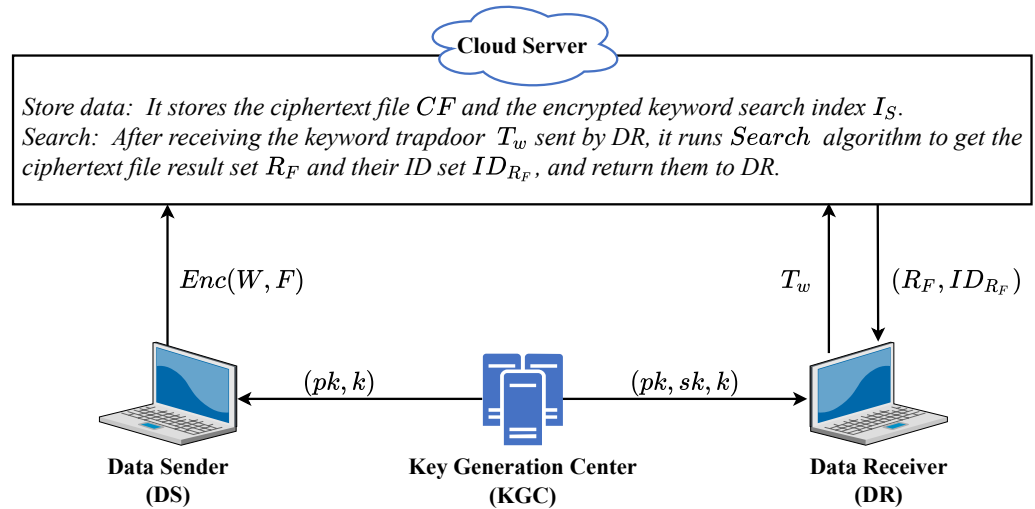 Cloud Server
Store data: It stores the ciphertext file CF and the encrypted keyword search index I_S.
Search: After receiving the keyword trapdoor T_w sent by DR, it runs Search algorithm to get the
ciphertext file result set R_F and their ID set ID_{R_F}, and return them to DR.
Enc(W, F)
T_w
(R_F, ID_{R_F})
(pk, k)
(pk, sk, k)
Data Sender
(DS)
Key Generation Center
(KGC)
Data Receiver
(DR)